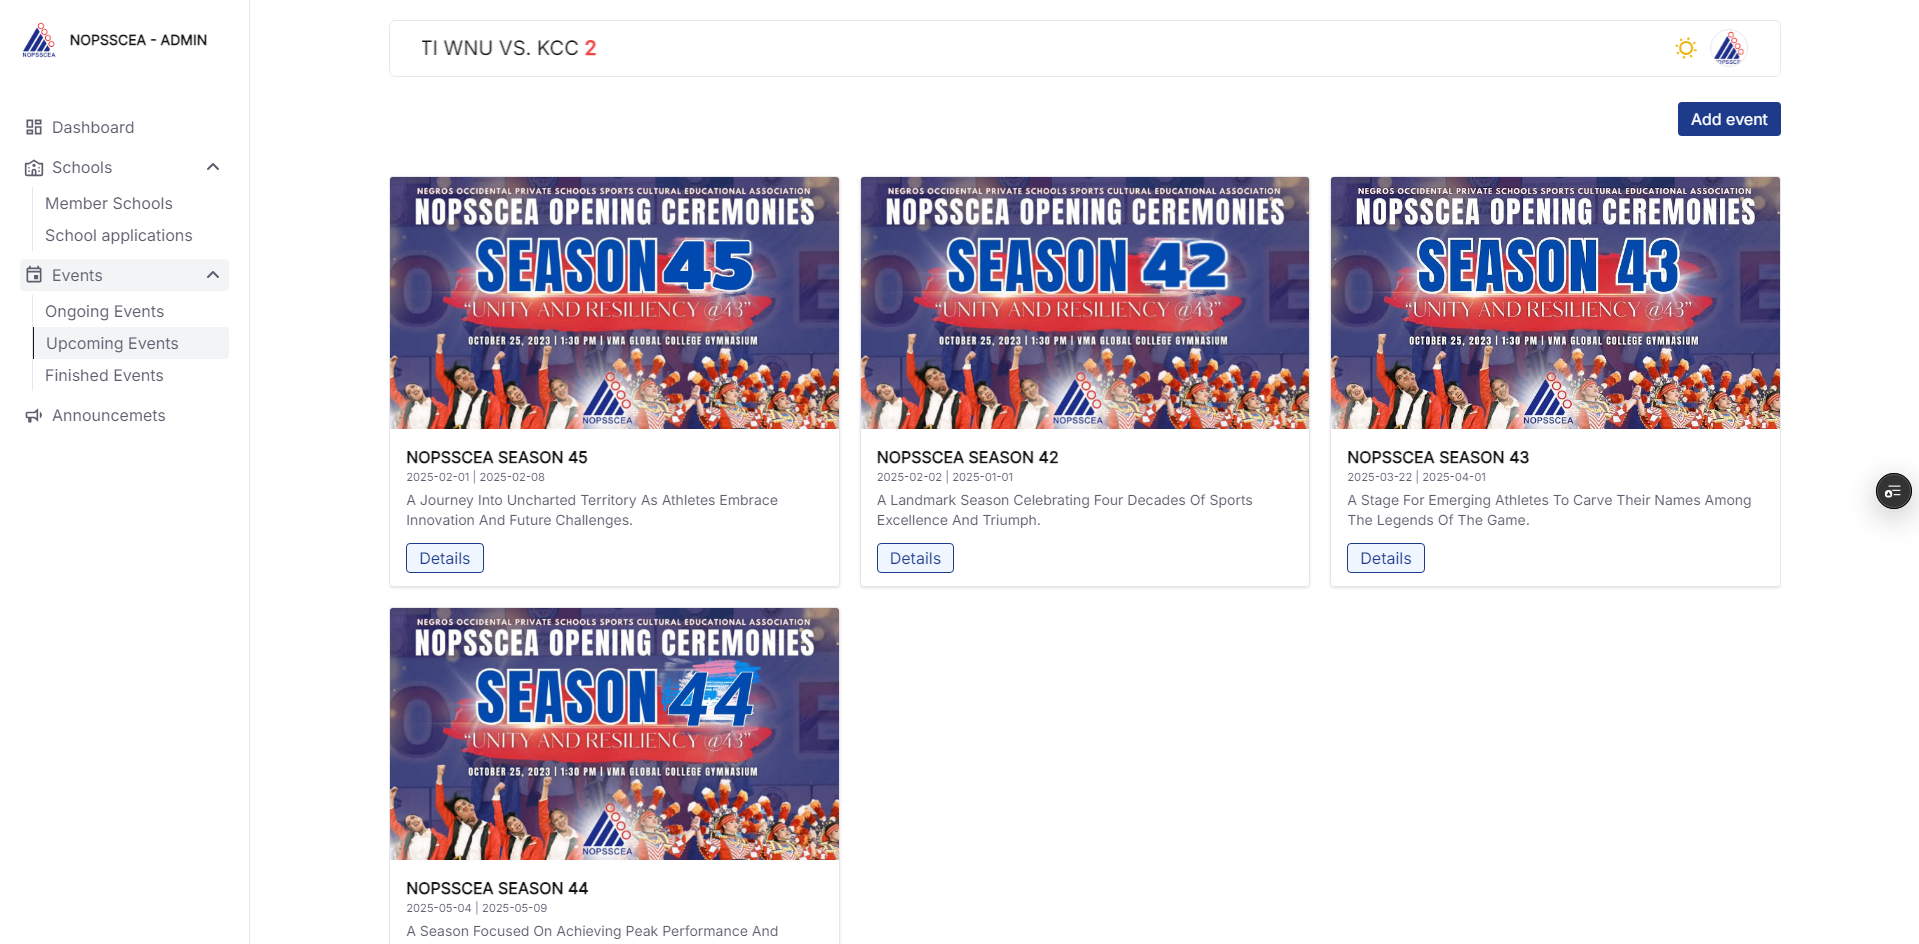 NOPSSCEA
NOPSSCEA - ADMIN
Dashboard
Schools
Member Schools
School applications
Events
Ongoing Events
Upcoming Events
Finished Events
Announcemets
TI WNU VS. KCC 2
Add event
NEGROS OCCIDENTAL PRIVATE SCHOOLS SPORTS CULTURAL EDUCATIONAL ASSOCIATION
NOPSSCEA OPENING CEREMONIES
SEASON 45
"UNITY AND RESILIENCY @43"
OCTOBER 25, 2023 | 1:30 PM | VMA GLOBAL COLLEGE GYMNASIUM
NOPSSCEA
NOPSSCEA SEASON 45
2025-02-01 | 2025-02-08
A Journey Into Uncharted Territory As Athletes Embrace
Innovation And Future Challenges.
Details
NEGROS OCCIDENTAL PRIVATE SCHOOLS SPORTS CULTURAL EDUCATIONAL ASSOCIATION
NOPSSCEA OPENING CEREMONIES
SEASON 42
"UNITY AND RESILIENCY @43"
OCTOBER 25, 2023 | 1:30 PM | VMA GLOBAL COLLEGE GYMNASIUM
NOPSSCEA
NOPSSCEA SEASON 42
2025-02-02 | 2025-01-01
A Landmark Season Celebrating Four Decades Of Sports
Excellence And Triumph.
Details
NEGROS OCCIDENTAL PRIVATE SCHOOLS SPORTS CULTURAL EDUCATIONAL ASSOCIATION
NOPSSCEA OPENING CEREMONIES
SEASON 43
"UNITY AND RESILIENCY @43"
OCTOBER 25, 2023 | 1:30 PM | VMA GLOBAL COLLEGE GYMNASIUM
NOPSSCEA
NOPSSCEA SEASON 43
2025-03-22 | 2025-04-01
A Stage For Emerging Athletes To Carve Their Names Among
The Legends Of The Game.
Details
NEGROS OCCIDENTAL PRIVATE SCHOOLS SPORTS CULTURAL EDUCATIONAL ASSOCIATION
NOPSSCEA OPENING CEREMONIES
SEASON 44
"UNITY AND RESILIENCY @43"
OCTOBER 25, 2023 | 1:30 PM | VMA GLOBAL COLLEGE GYMNASIUM
NOPSSCEA
NOPSSCEA SEASON 44
2025-05-04 | 2025-05-09
A Season Focused On Achieving Peak Performance And